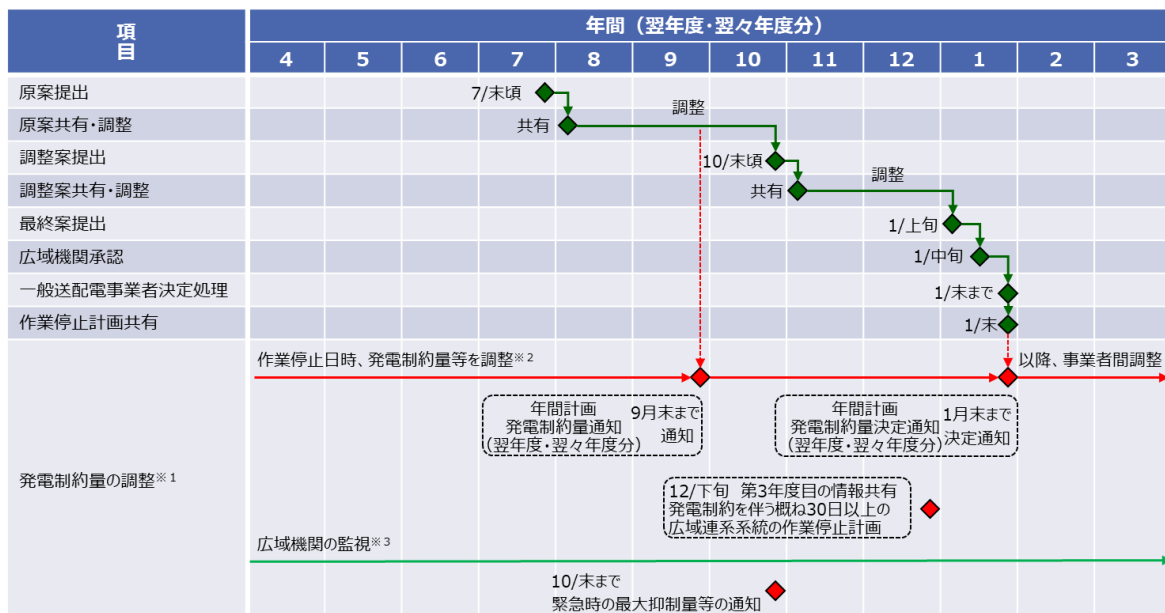 項目
年間（翌年度・翌々年度分）
4 5 6 7 8 9 10 11 12 1 2 3
原案提出
7/末頃
原案共有・調整
共有
調整
調整案提出
10/末頃
調整案共有・調整
共有
調整
最終案提出
1/上旬
広域機関承認
1/中旬
一般送配電事業者決定処理
1/末まで
作業停止計画共有
1/末
発電制約量の調整※1
作業停止日時、発電制約量等を調整※2
以降、事業者間調整
年間計画
発電制約量通知
(翌年度・翌々年度分)
9月末まで
通知
年間計画
発電制約量決定通知
(翌年度・翌々年度分)
1月末まで
決定通知
12/下旬 第3年度目の情報共有
発電制約を伴う概ね30日以上の
広域連系系統の作業停止計画
広域機関の監視※3
10/末まで
緊急時の最大抑制量等の通知